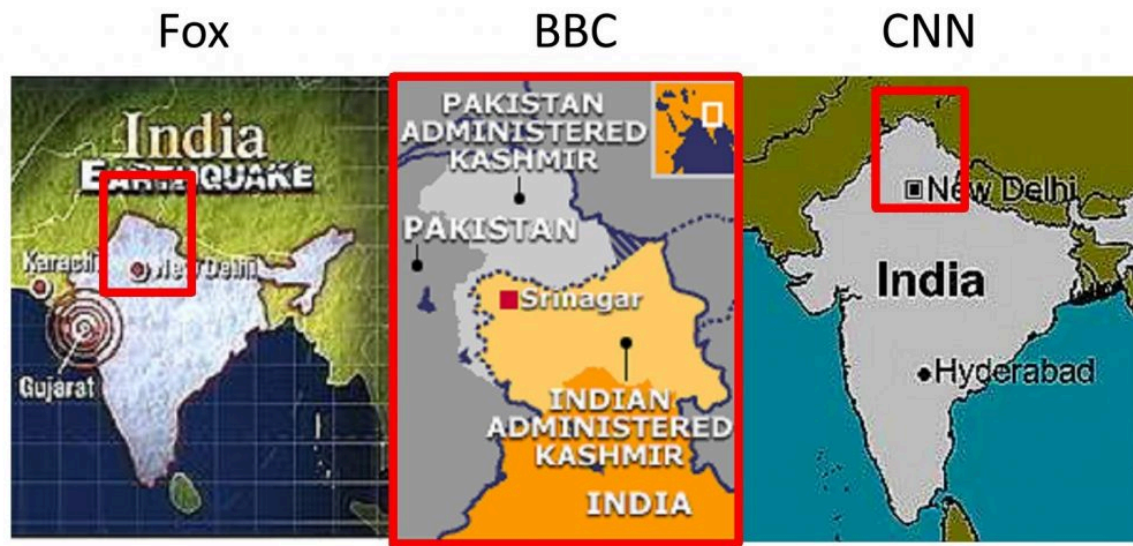 Fox
BBC
CNN
India
EARTHQUAKE
Karachi
New Delhi
Gujarat
PAKISTAN
ADMINISTERED
KASHMIR
PAKISTAN
Srinagar
INDIAN
ADMINISTERED
KASHMIR
INDIA
New Delhi
India
Hyderabad